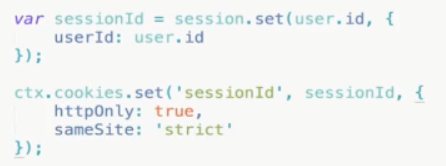 var sessionId = session.set(user.id, {
    userId: user.id
});

ctx.cookies.set('sessionId', sessionId, {
    httpOnly: true,
    sameSite: 'strict'
});